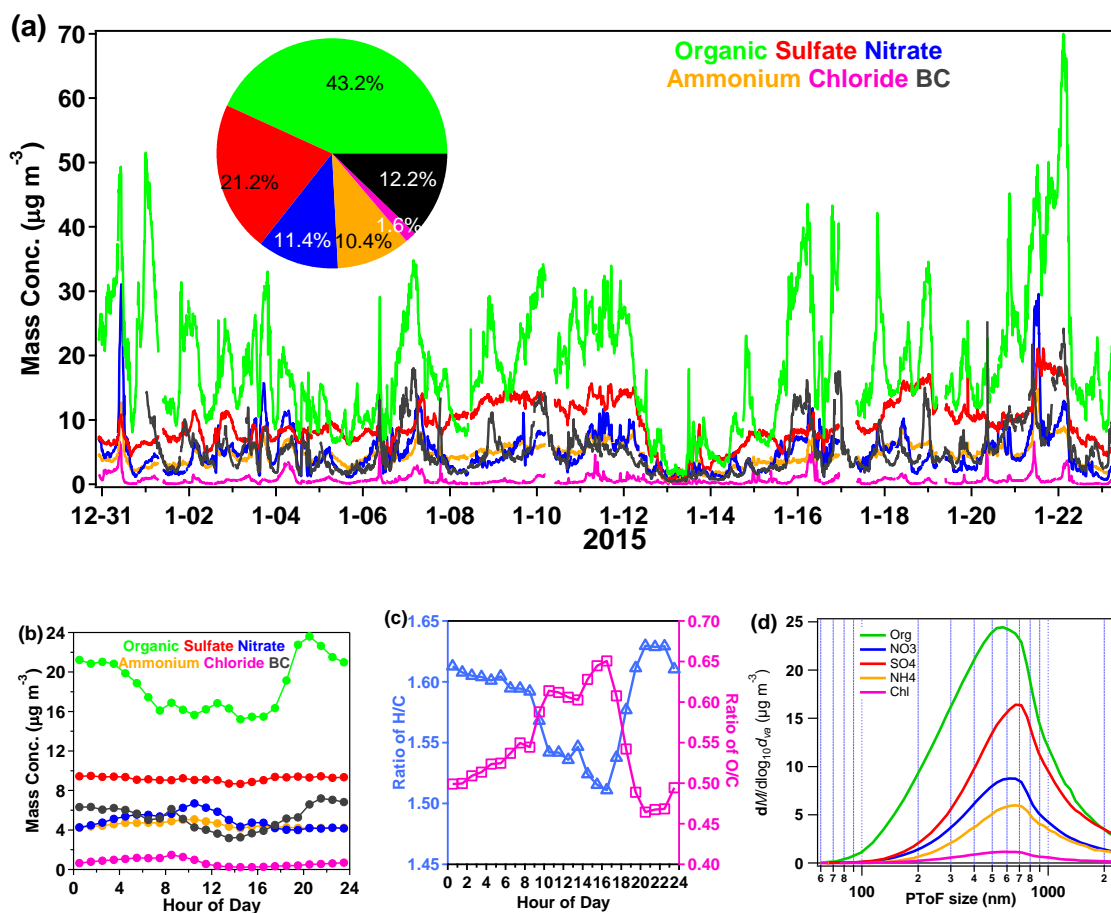 (a)
70
60
50
40
30
20
10
0
Mass Conc. (µg m⁻³)
Organic Sulfate Nitrate
Ammonium Chloride BC
43.2%
21.2%
11.4%
10.4%
1.6%
12.2%
12-31 1-02 1-04 1-06 1-08 1-10 1-12 1-14 1-16 1-18 1-20 1-22
2015
(b)
24
20
16
12
8
4
0
Mass Conc. (µg m⁻³)
Organic Sulfate Nitrate
Ammonium Chloride BC
0 4 8 12 16 20 24
Hour of Day
(c)
1.65
1.60
1.55
1.50
1.45
Ratio of H/C
0.70
0.65
0.60
0.55
0.50
0.45
0.40
Ratio of O/C
0 2 4 6 8 10 12 14 16 18 20 22 24
Hour of Day
(d)
25
20
15
10
5
0
dM/dlog₁₀dva (µg m⁻³)
Org
NO3
SO4
NH4
Chl
6 7 8 2 3 4 5 6 7 8 2
100 1000
PToF size (nm)